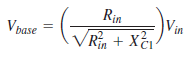 V_base = (R_in / √(R_in² + X_C1²)) V_in